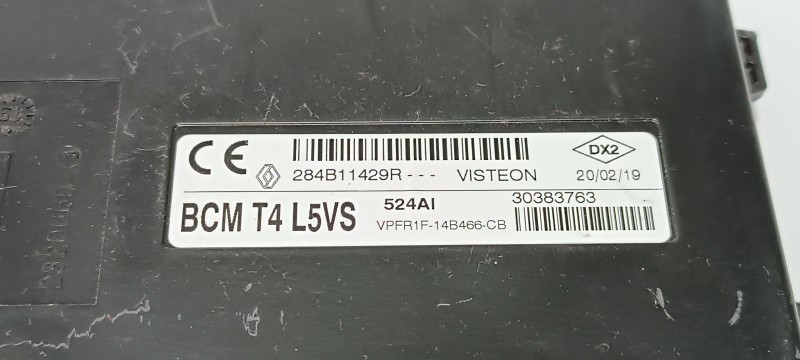 CE
284B11429R--- VISTEON
DX2
20/02/19
BCM T4 L5VS
524AI
30383763
VPFR1F-14B466-CB